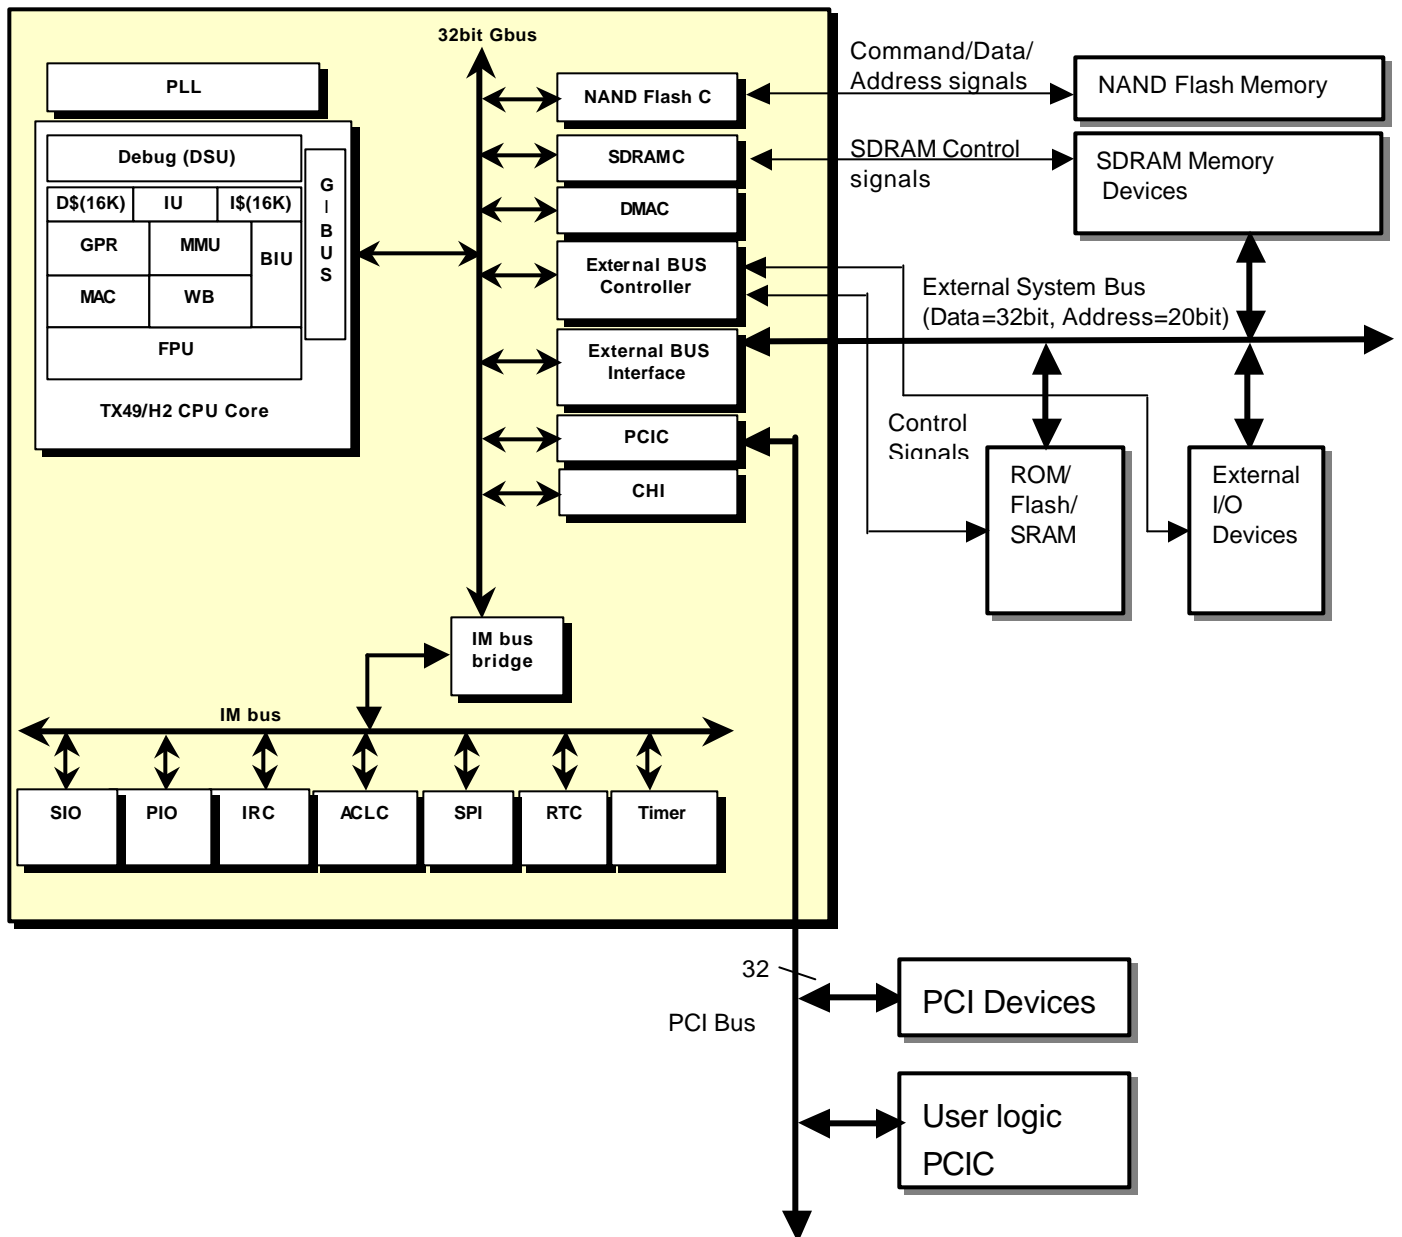 32bit Gbus
PLL
Debug (DSU)
D$(16K)
IU
I$(16K)
GPR
MMU
BIU
MAC
WB
FPU
G
I
B
U
S
TX49/H2 CPU Core
NAND Flash C
SDRAMC
DMAC
External BUS
Controller
External BUS
Interface
PCIC
CHI
IM bus
bridge
IM bus
SIO
PIO
IRC
ACLC
SPI
RTC
Timer
Command/Data/
Address signals
NAND Flash Memory
SDRAM Control
signals
SDRAM Memory
Devices
External System Bus
(Data=32bit, Address=20bit)
Control
Signals
ROM/
Flash/
SRAM
External
I/O
Devices
32
PCI Bus
PCI Devices
User logic
PCIC